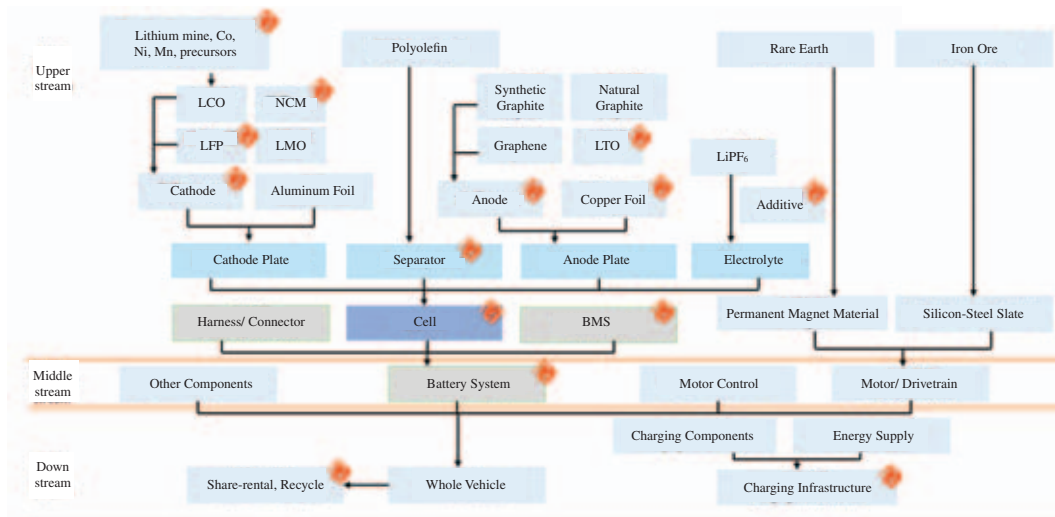 Lithium mine, Co,
Ni, Mn, precursors
Polyolefin
Rare Earth
Iron Ore
Upper
stream
Synthetic
Graphite
Natural
Graphite
LCO
NCM
LFP
LMO
Graphene
LTO
LiPF₆
Cathode
Aluminum Foil
Anode
Copper Foil
Additive
Cathode Plate
Separator
Anode Plate
Electrolyte
Harness/ Connector
Cell
BMS
Permanent Magnet Material
Silicon-Steel Slate
Middle
stream
Other Components
Battery System
Motor Control
Motor/ Drivetrain
Charging Components
Energy Supply
Down
stream
Share-rental, Recycle
Whole Vehicle
Charging Infrastructure